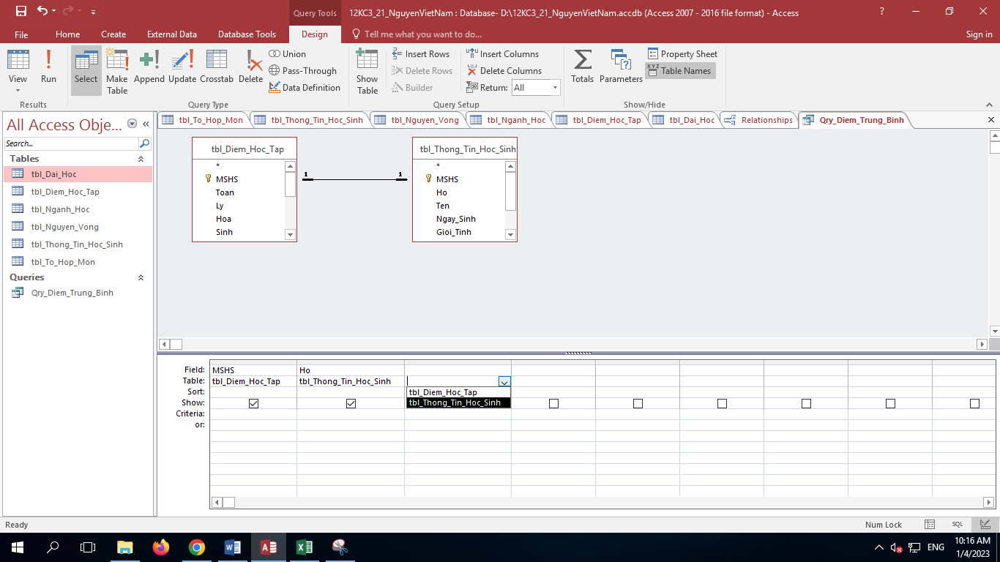 Query Tools
12KC3_21_NguyenVietNam : Database- D:\12KC3_21_NguyenVietNam.accdb (Access 2007 - 2016 file format) - Access
?
File Home Create External Data Database Tools Design Tell me what you want to do... Sign in
View
Run
Results
Select
Make Table
Append
Update
Crosstab
Delete
Union
Pass-Through
Data Definition
Query Type
Show Table
Insert Rows
Delete Rows
Builder
Insert Columns
Delete Columns
Return: All
Query Setup
Totals
Parameters
Property Sheet
XYZ Table Names
Show/Hide
All Access Obje...
Search...
Tables
tbl_Dai_Hoc
tbl_Diem_Hoc_Tap
tbl_Nganh_Hoc
tbl_Nguyen_Vong
tbl_Thong_Tin_Hoc_Sinh
tbl_To_Hop_Mon
Queries
Qry_Diem_Trung_Binh
tbl_To_Hop_Mon tbl_Thong_Tin_Hoc_Sinh tbl_Nguyen_Vong tbl_Nganh_Hoc tbl_Diem_Hoc_Tap tbl_Dai_Hoc Relationships Qry_Diem_Trung_Binh
tbl_Diem_Hoc_Tap
*
MSHS
Toan
Ly
Hoa
Sinh
1 1
tbl_Thong_Tin_Hoc_Sinh
*
MSHS
Ho
Ten
Ngay_Sinh
Gioi_Tinh
Field: MSHS Ho
Table: tbl_Diem_Hoc_Tap tbl_Thong_Tin_Hoc_Sinh
Sort: tbl_Diem_Hoc_Tap
Show: tbl_Thong_Tin_Hoc_Sinh
Criteria:
or:
Ready Num Lock SQL
ENG
10:16 AM
1/4/2023